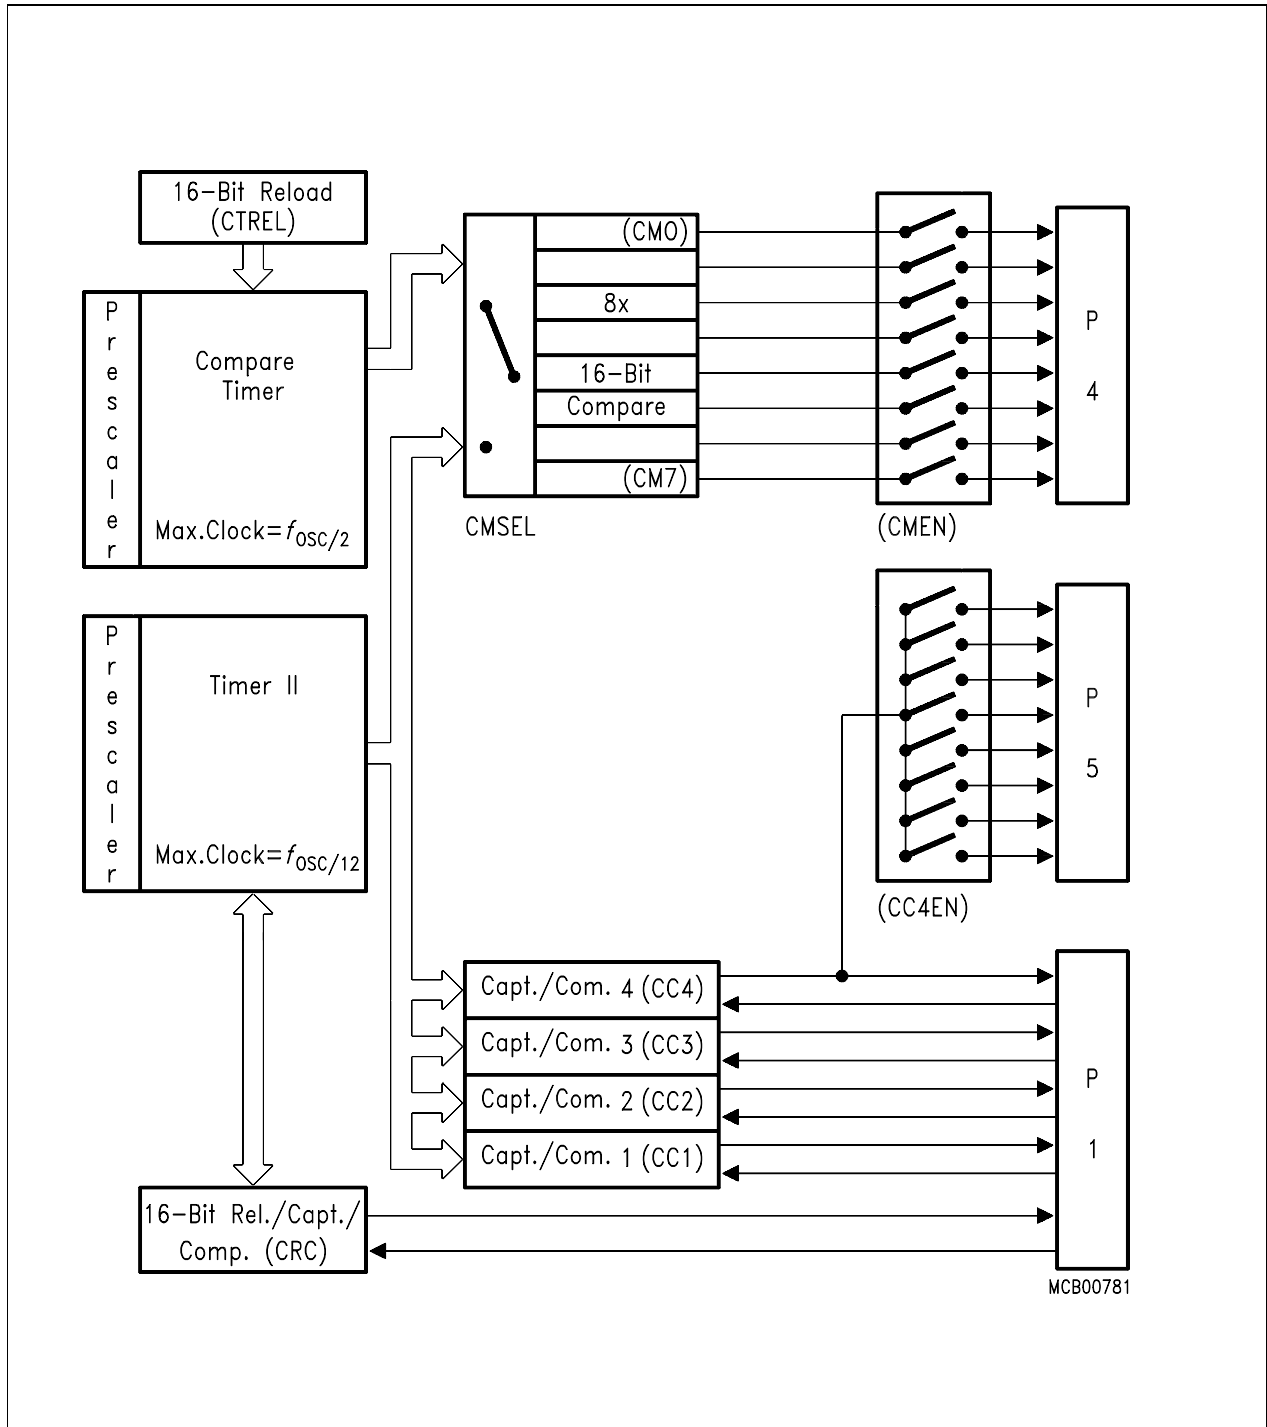 16-Bit Reload
(CTREL)
Prescaler
Compare
Timer
Max.Clock=fOSC/2
(CM0)
8x
16-Bit
Compare
(CM7)
CMSEL
(CMEN)
P
4
Prescaler
Timer II
Max.Clock=fOSC/12
(CC4EN)
P
5
Capt./Com. 4 (CC4)
Capt./Com. 3 (CC3)
Capt./Com. 2 (CC2)
Capt./Com. 1 (CC1)
P
1
16-Bit Rel./Capt./
Comp. (CRC)
MCB00781